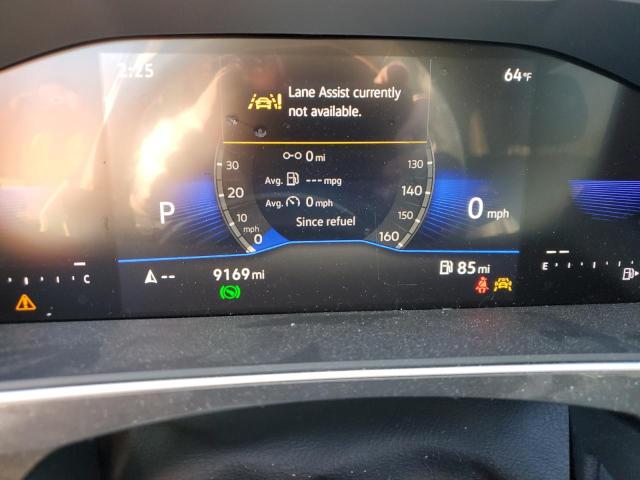 2:25
64°F
Lane Assist currently
not available.
0 mi
Avg. --- mpg
Avg. 0 mph
Since refuel
30
20
10
mph
0
130
140
150
160
P
0 mph
C
E
--
9169 mi
85 mi